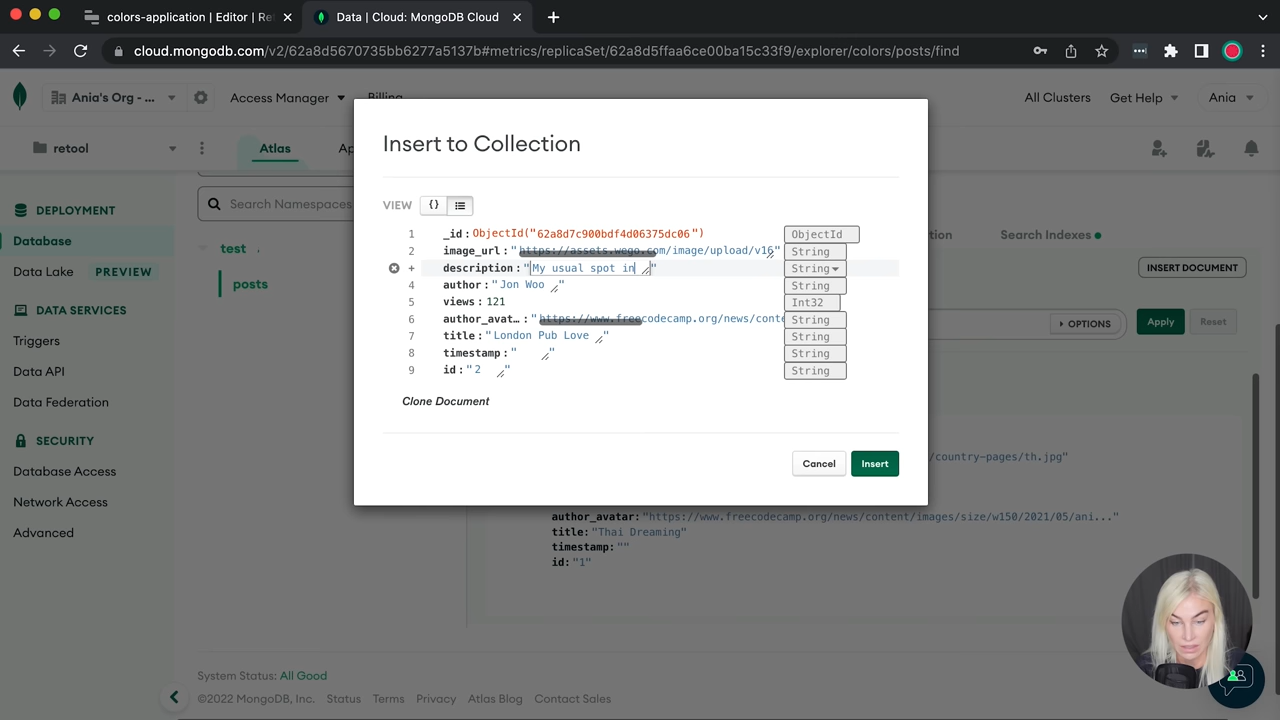 colors-application | Editor | Ret
Data | Cloud: MongoDB Cloud
cloud.mongodb.com/v2/62a8d5670735bb6277a5137b#metrics/replicaSet/62a8d5ffaa6ce00ba15c33f9/explorer/colors/posts/find
Ania's Org - ...
Access Manager
Billing
All Clusters
Get Help
Ania
retool
Atlas
Search Namespaces
DEPLOYMENT
Database
Data Lake
PREVIEW
DATA SERVICES
Triggers
Data API
Data Federation
SECURITY
Database Access
Network Access
Advanced
test
posts
Search Indexes
INSERT DOCUMENT
OPTIONS
Apply
Reset
Insert to Collection
VIEW {}
1 _id: ObjectId("62a8d7c900bdf4d06375dc06") ObjectId
2 image_url: "https://assets.wego.com/image/upload/v16" String
+ description: "My usual spot in" String
4 author: "Jon Woo" String
5 views: 121 Int32
6 author_avat...: "https://www.freecodecamp.org/news/conte String
7 title: "London Pub Love" String
8 timestamp: "" String
9 id: "2" String
Clone Document
Cancel
Insert
/country-pages/th.jpg"
author_avatar: "https://www.freecodecamp.org/news/content/images/size/w150/2021/05/ani..."
title: "Thai Dreaming"
timestamp: ""
id: "1"
System Status: All Good
©2022 MongoDB, Inc. Status Terms Privacy Atlas Blog Contact Sales